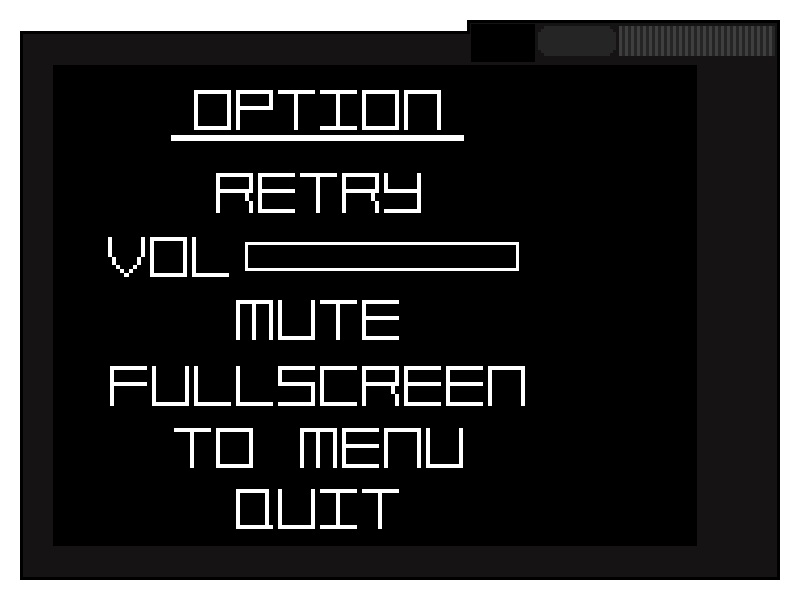 OPTION
RETRY
VOL
MUTE
FULLSCREEN
TO MENU
QUIT